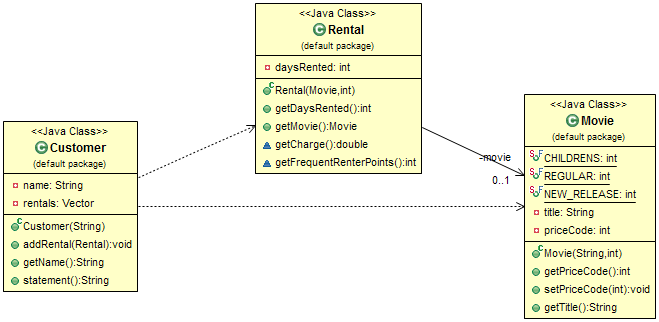 <<Java Class>>
Rental
(default package)
daysRented: int
Rental(Movie,int)
getDaysRented():int
getMovie():Movie
getCharge():double
getFrequentRenterPoints():int
<<Java Class>>
Customer
(default package)
name: String
rentals: Vector
Customer(String)
addRental(Rental):void
getName():String
statement():String
-movie
0..1
<<Java Class>>
Movie
(default package)
CHILDRENS: int
REGULAR: int
NEW_RELEASE: int
title: String
priceCode: int
Movie(String,int)
getPriceCode():int
setPriceCode(int):void
getTitle():String